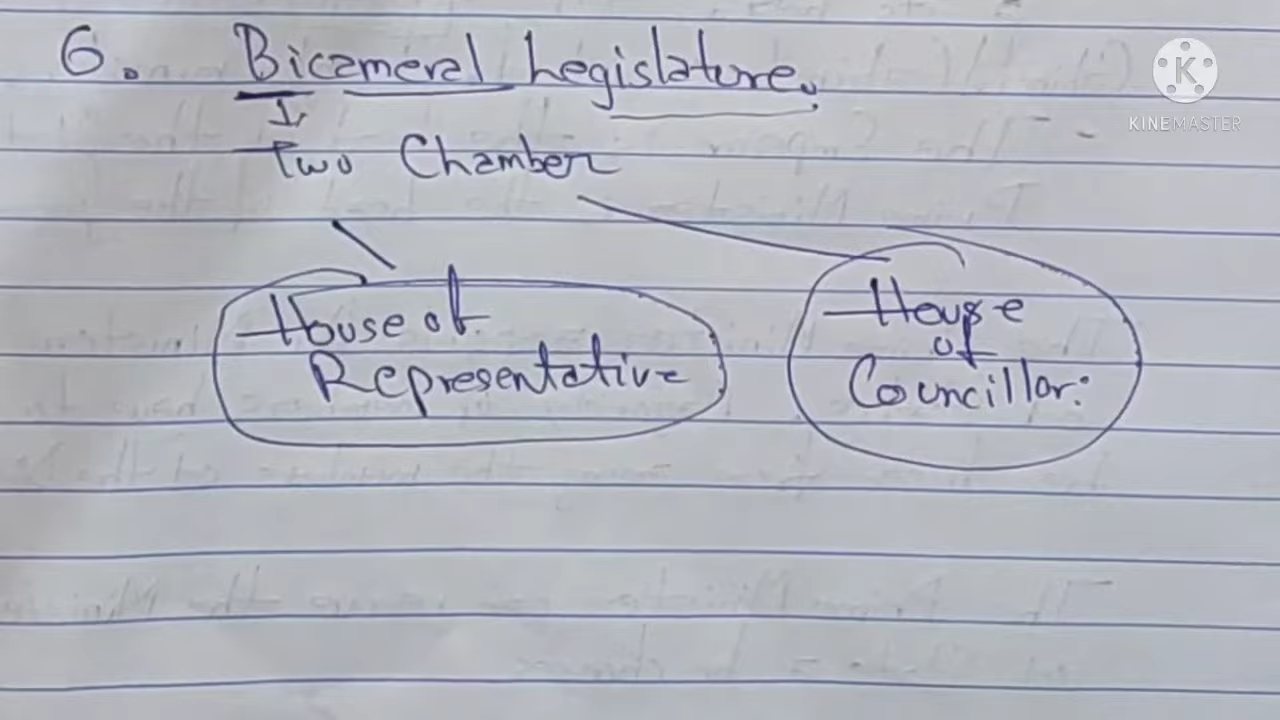 6. Bicameral Legislature.
Two Chamber
House of
Representative
House
of
Councillor:
KINEMASTER